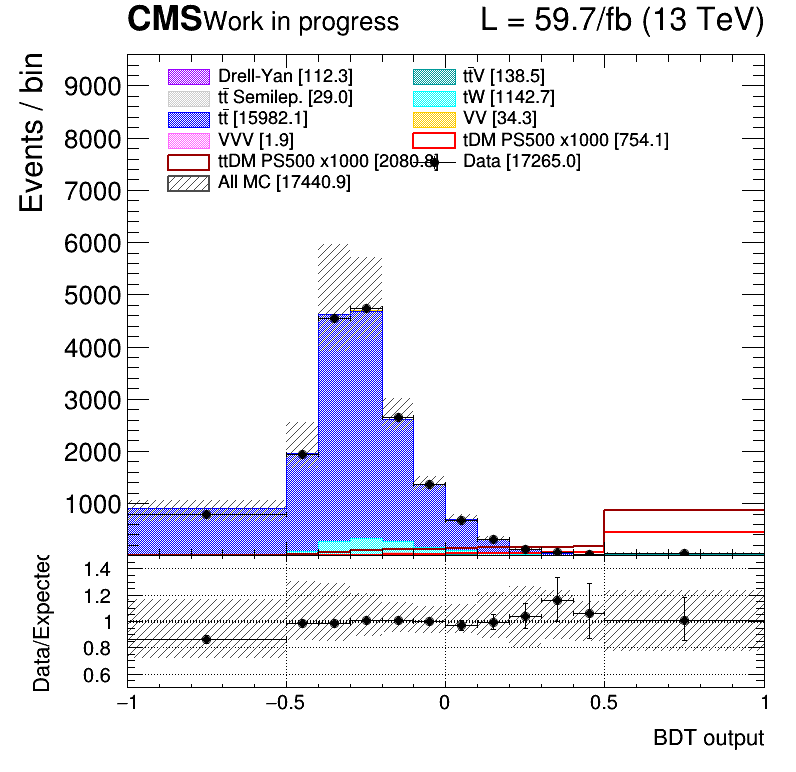 CMS Work in progress L = 59.7/fb (13 TeV)
Events / bin
9000
8000
7000
6000
5000
4000
3000
2000
1000
Drell-Yan [112.3] tt̄V [138.5]
tt̄ Semilep. [29.0] tW [1142.7]
tt̄ [15982.1] VV [34.3]
VVV [1.9] tDM PS500 x1000 [754.1]
ttDM PS500 x1000 [2080.8] Data [17265.0]
All MC [17440.9]
Data/Expected
1.4
1.2
1
0.8
0.6
−1 −0.5 0 0.5 1
BDT output